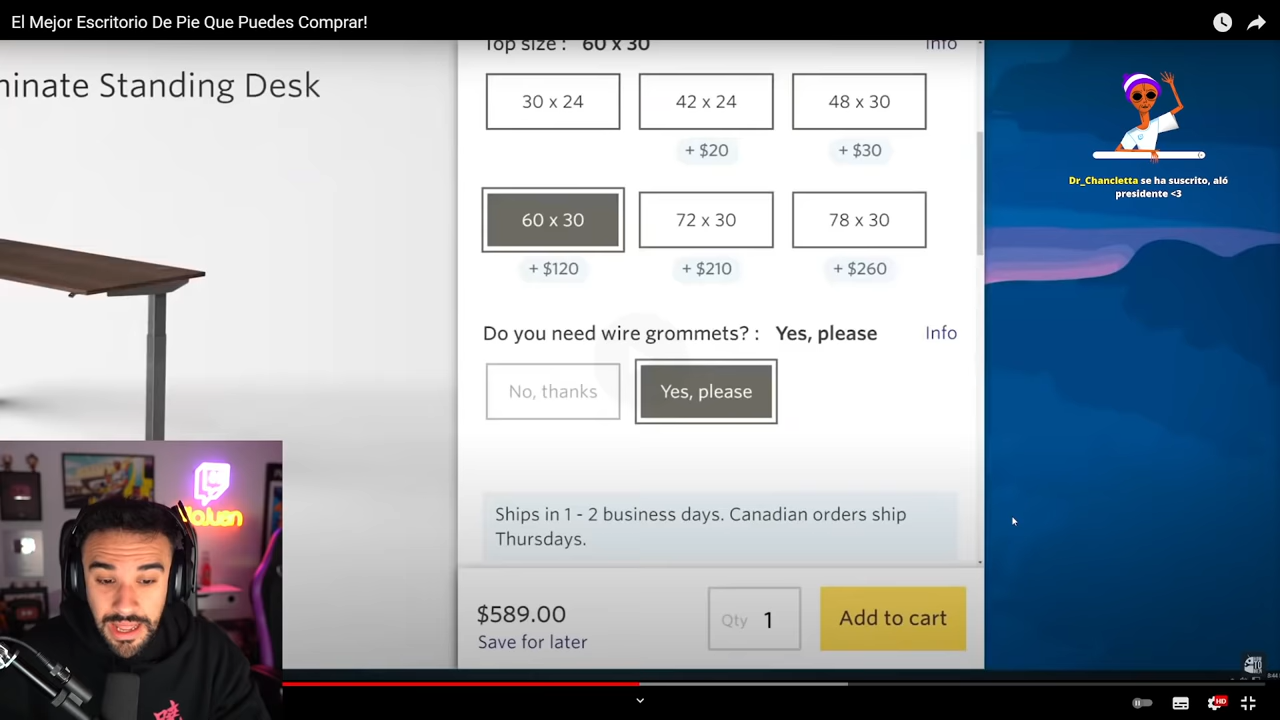 El Mejor Escritorio De Pie Que Puedes Comprar!
Top size : 60 x 30 Info
minate Standing Desk
30 x 24 42 x 24 48 x 30
+ $20 + $30
60 x 30 72 x 30 78 x 30
+ $120 + $210 + $260
Do you need wire grommets? : Yes, please Info
No, thanks Yes, please
Ships in 1 - 2 business days. Canadian orders ship
Thursdays.
$589.00
Save for later
Qty 1
Add to cart
Dr_Chancletta se ha suscrito, aló
presidente <3
HD